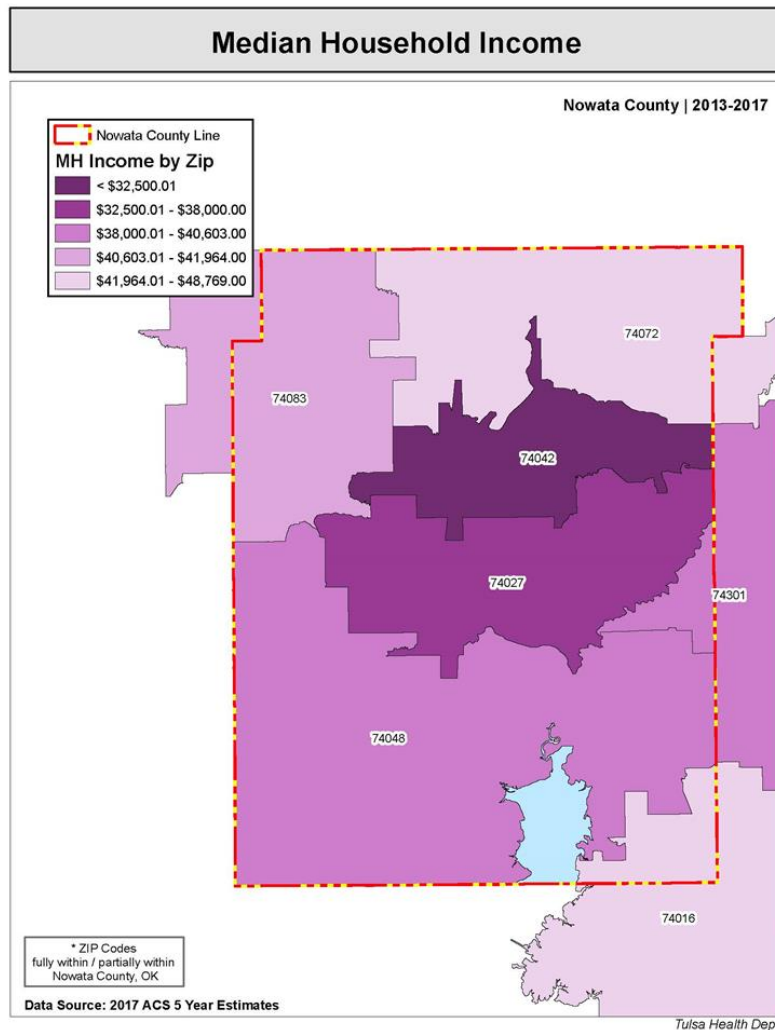 Median Household Income
Nowata County | 2013-2017
Nowata County Line
MH Income by Zip
< $32,500.01
$32,500.01 - $38,000.00
$38,000.01 - $40,603.00
$40,603.01 - $41,964.00
$41,964.01 - $48,769.00
74072
74083
74042
74027
74301
74048
74016
* ZIP Codes
fully within / partially within
Nowata County, OK
Data Source: 2017 ACS 5 Year Estimates
Tulsa Health Dep